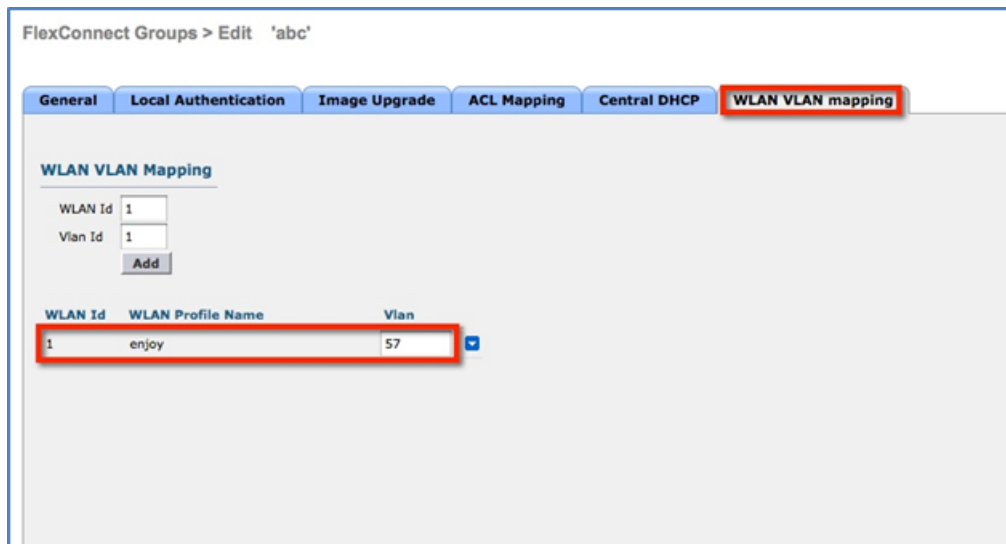 FlexConnect Groups > Edit 'abc'
General Local Authentication Image Upgrade ACL Mapping Central DHCP WLAN VLAN mapping
WLAN VLAN Mapping
WLAN Id 1
Vlan Id 1
Add
WLAN Id WLAN Profile Name Vlan
1 enjoy 57